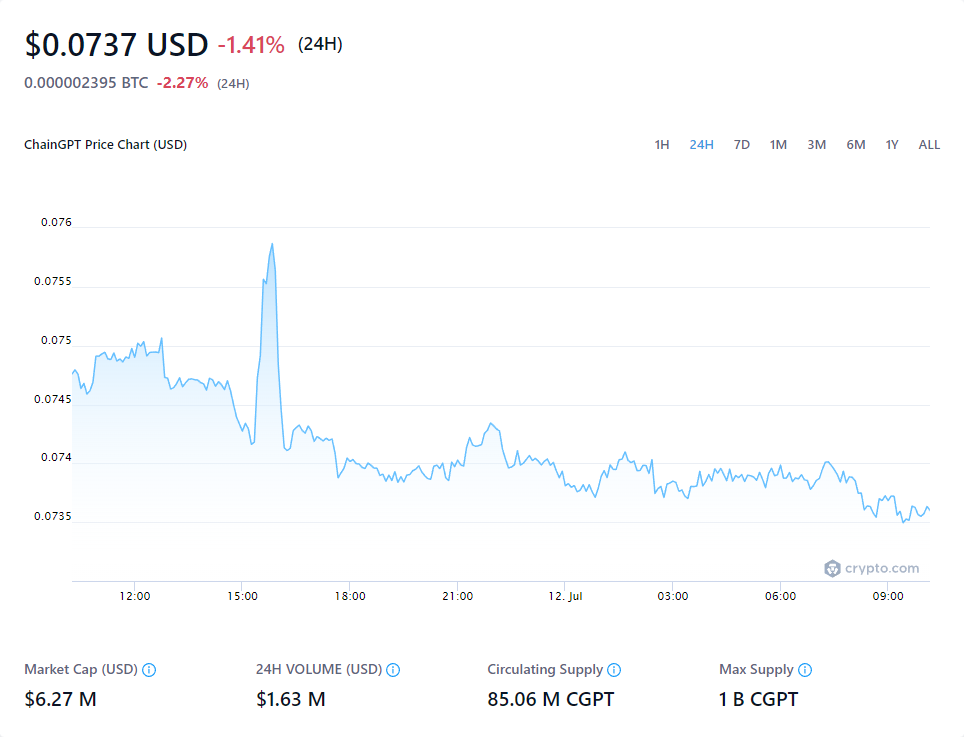 $0.0737 USD -1.41% (24H)
0.000002395 BTC -2.27% (24H)
ChainGPT Price Chart (USD) 1H 24H 7D 1M 3M 6M 1Y ALL
0.076
0.0755
0.075
0.0745
0.074
0.0735
crypto.com
12:00 15:00 18:00 21:00 12. Jul 03:00 06:00 09:00
Market Cap (USD) 24H VOLUME (USD) Circulating Supply Max Supply
$6.27 M $1.63 M 85.06 M CGPT 1 B CGPT